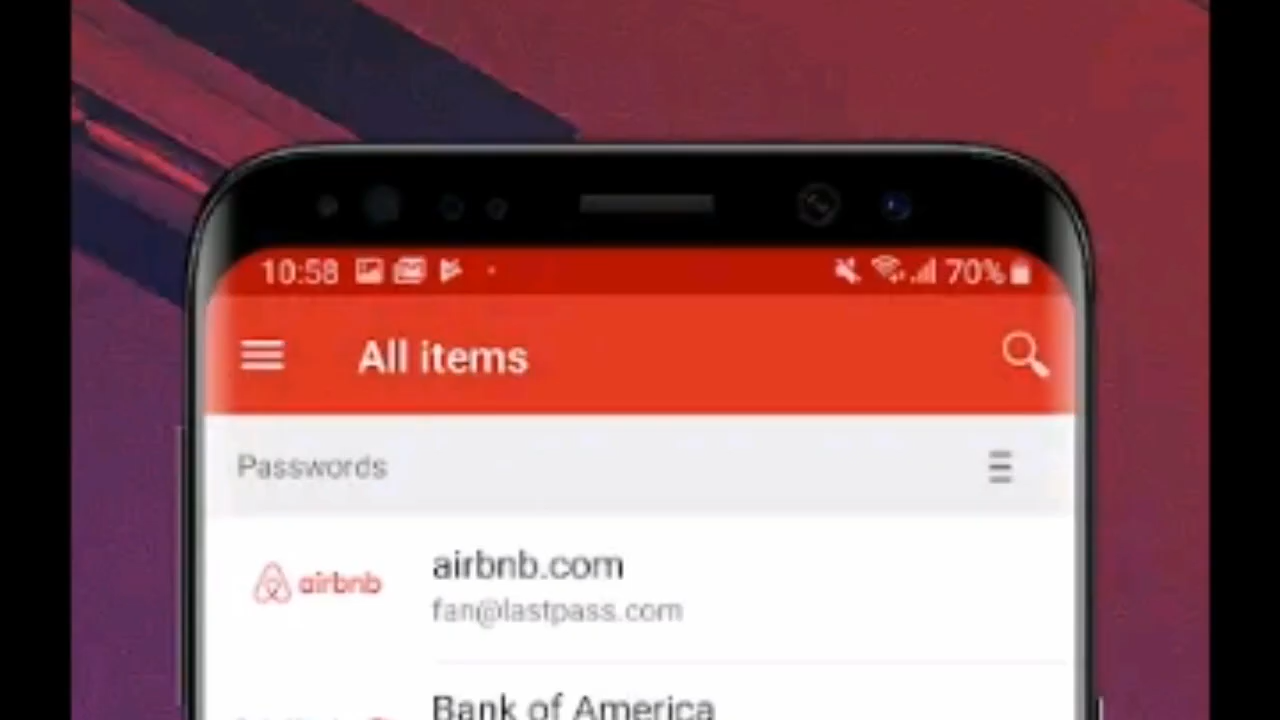 10:58 70%
All items
Passwords
airbnb airbnb.com
fan@lastpass.com
Bank of America